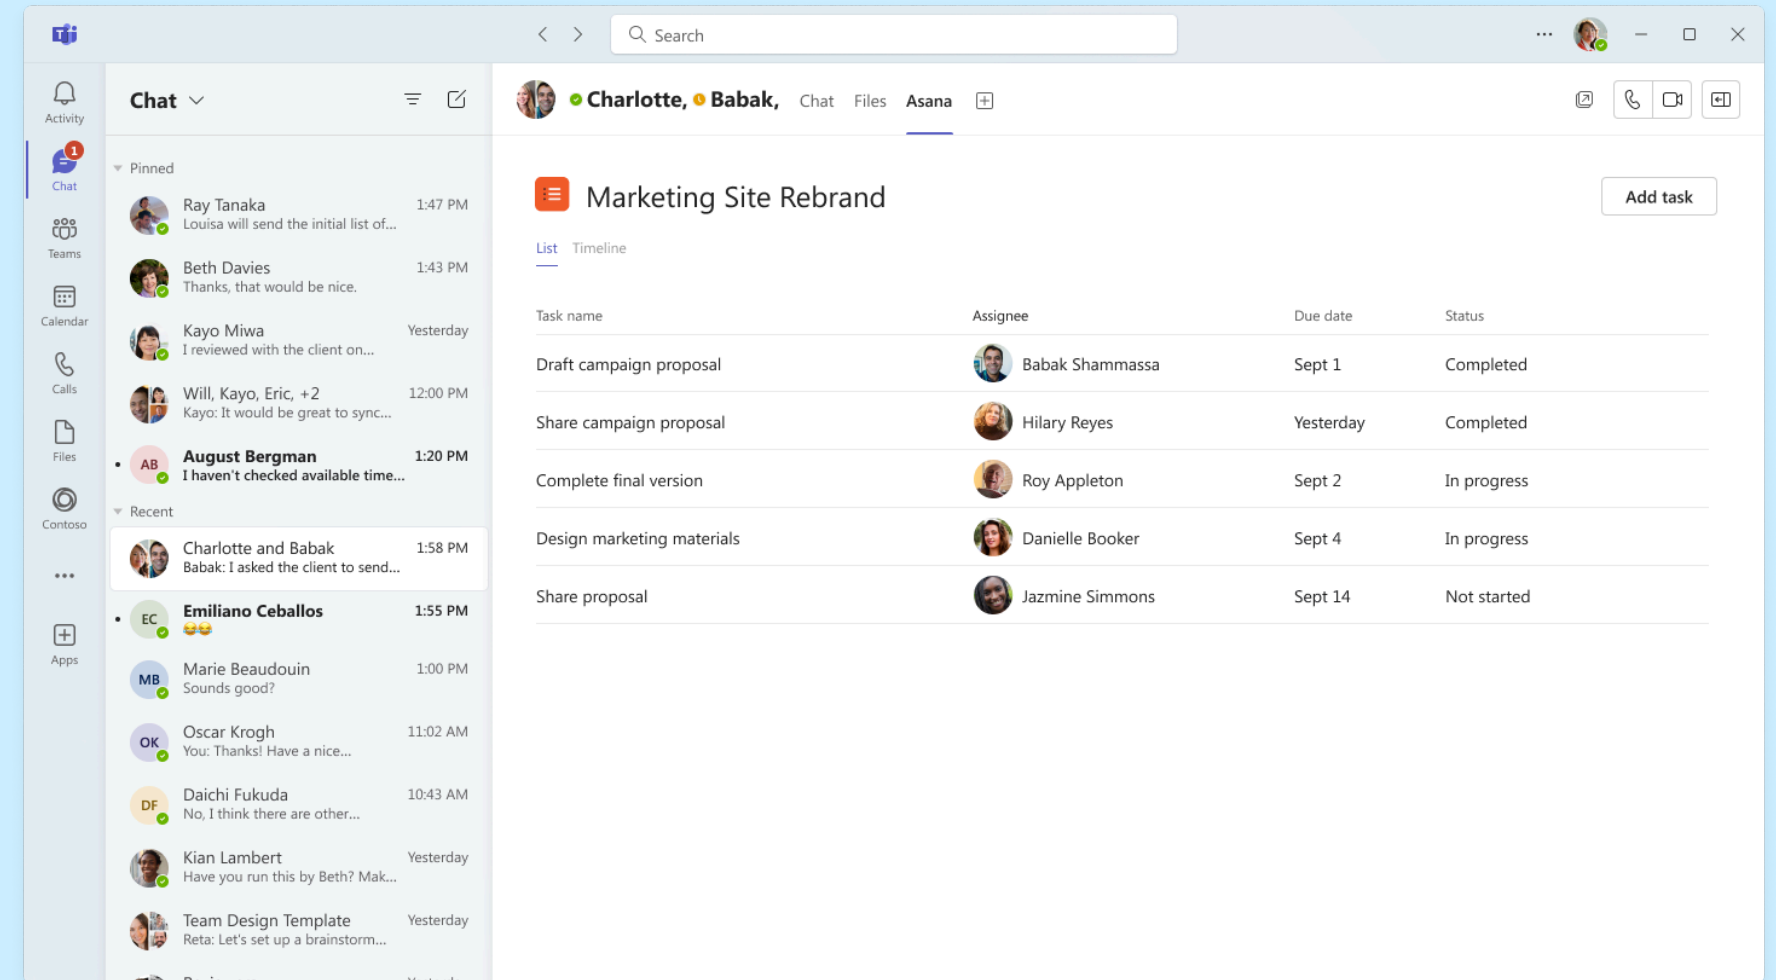 Search
Activity
1
Chat
Teams
Calendar
Calls
Files
Contoso
Apps
Chat
Pinned
Ray Tanaka 1:47 PM
Louisa will send the initial list of...
Beth Davies 1:43 PM
Thanks, that would be nice.
Kayo Miwa Yesterday
I reviewed with the client on...
Will, Kayo, Eric, +2 12:00 PM
Kayo: It would be great to sync...
AB August Bergman 1:20 PM
I haven't checked available time...
Recent
Charlotte and Babak 1:58 PM
Babak: I asked the client to send...
EC Emiliano Ceballos 1:55 PM
😂😂
MB Marie Beaudouin 1:00 PM
Sounds good?
OK Oscar Krogh 11:02 AM
You: Thanks! Have a nice...
DF Daichi Fukuda 10:43 AM
No, I think there are other...
Kian Lambert Yesterday
Have you run this by Beth? Mak...
Team Design Template Yesterday
Reta: Let's set up a brainstorm...
Charlotte, Babak, Chat Files Asana
Marketing Site Rebrand Add task
List Timeline
Task name Assignee Due date Status
Draft campaign proposal Babak Shammassa Sept 1 Completed
Share campaign proposal Hilary Reyes Yesterday Completed
Complete final version Roy Appleton Sept 2 In progress
Design marketing materials Danielle Booker Sept 4 In progress
Share proposal Jazmine Simmons Sept 14 Not started